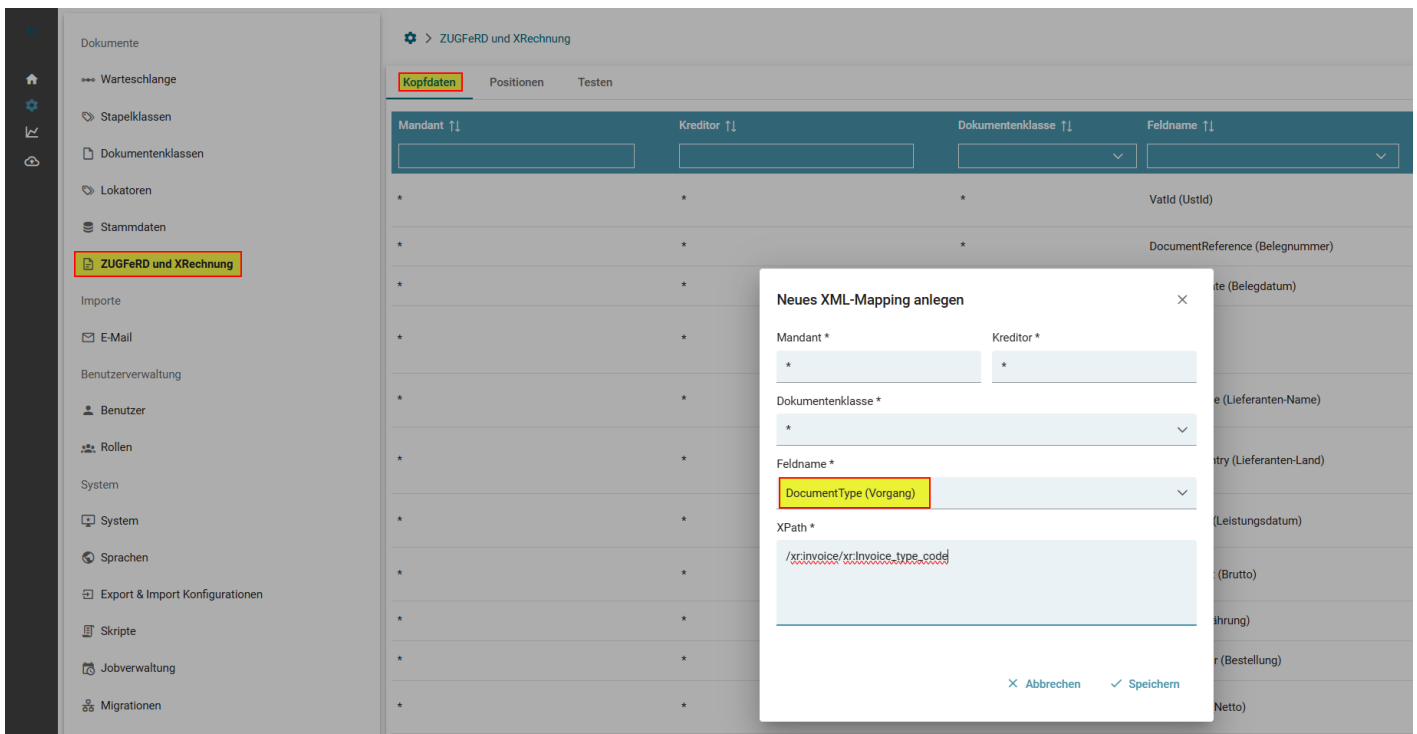 Dokumente
Warteschlange
Stapelklassen
Dokumentenklassen
Lokatoren
Stammdaten
ZUGFeRD und XRechnung
Importe
E-Mail
Benutzerverwaltung
Benutzer
Rollen
System
System
Sprachen
Export & Import Konfigurationen
Skripte
Jobverwaltung
Migrationen
> ZUGFeRD und XRechnung
Kopfdaten Positionen Testen
Mandant ↑↓ Kreditor ↑↓ Dokumentenklasse ↑↓ Feldname ↑↓
* * * VatId (UstId)
* * * DocumentReference (Belegnummer)
* * te (Belegdatum)
* *
* * e (Lieferanten-Name)
* * ntry (Lieferanten-Land)
* * (Leistungsdatum)
* * (Brutto)
* * ährung)
* * r (Bestellung)
* * Netto)
Neues XML-Mapping anlegen
Mandant * Kreditor *
* *
Dokumentenklasse *
*
Feldname *
DocumentType (Vorgang)
XPath *
/xr:invoice/xr:Invoice_type_code
Abbrechen Speichern